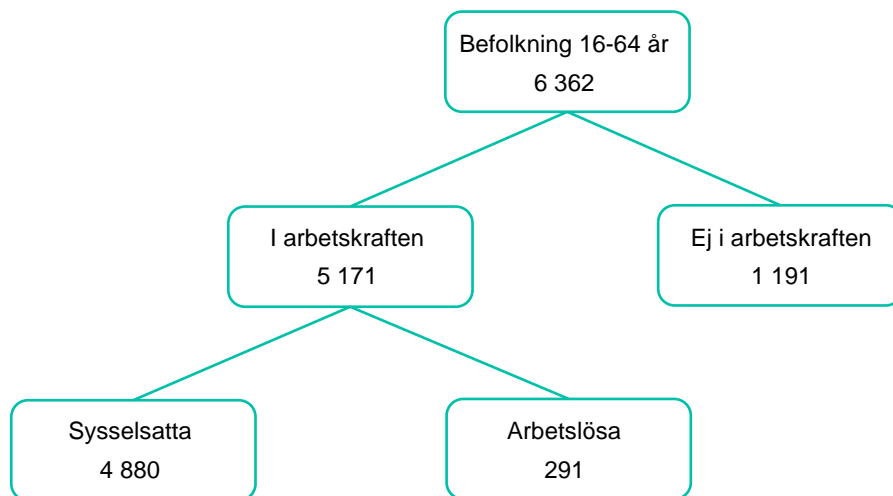 Befolkning 16-64 år
6 362
I arbetskraften
5 171
Ej i arbetskraften
1 191
Sysselsatta
4 880
Arbetslösa
291